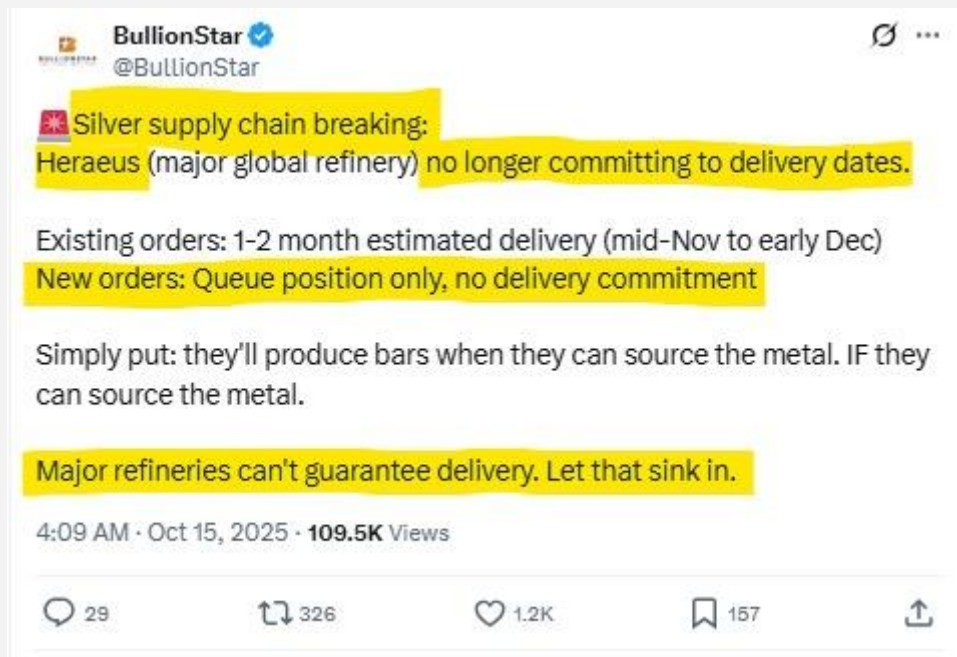 BullionStar
@BullionStar
🚨Silver supply chain breaking:
Heraeus (major global refinery) no longer committing to delivery dates.
Existing orders: 1-2 month estimated delivery (mid-Nov to early Dec)
New orders: Queue position only, no delivery commitment
Simply put: they'll produce bars when they can source the metal. IF they
can source the metal.
Major refineries can't guarantee delivery. Let that sink in.
4:09 AM · Oct 15, 2025 · 109.5K Views
29 326 1.2K 157